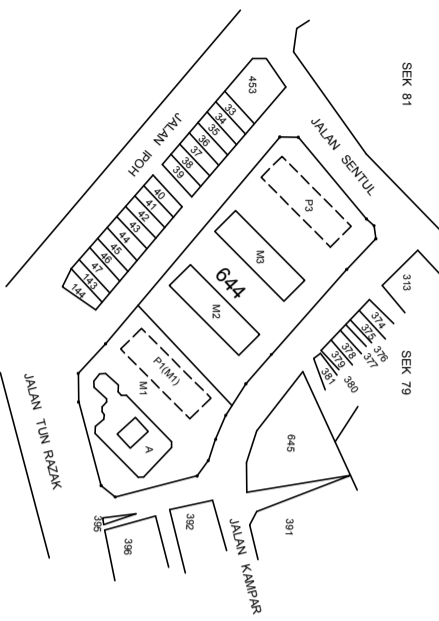 SEK 81
JALAN SENTUL
JALAN IPOH
453
33
34
35
36
37
38
39
40
41
42
43
44
45
46
47
143
144
P3
M3
644
M2
P1(M1)
M1
A
313
SEK 79
374
375
376
377
378
379
380
381
645
391
392
395
396
JALAN KAMPAR
JALAN TUN RAZAK